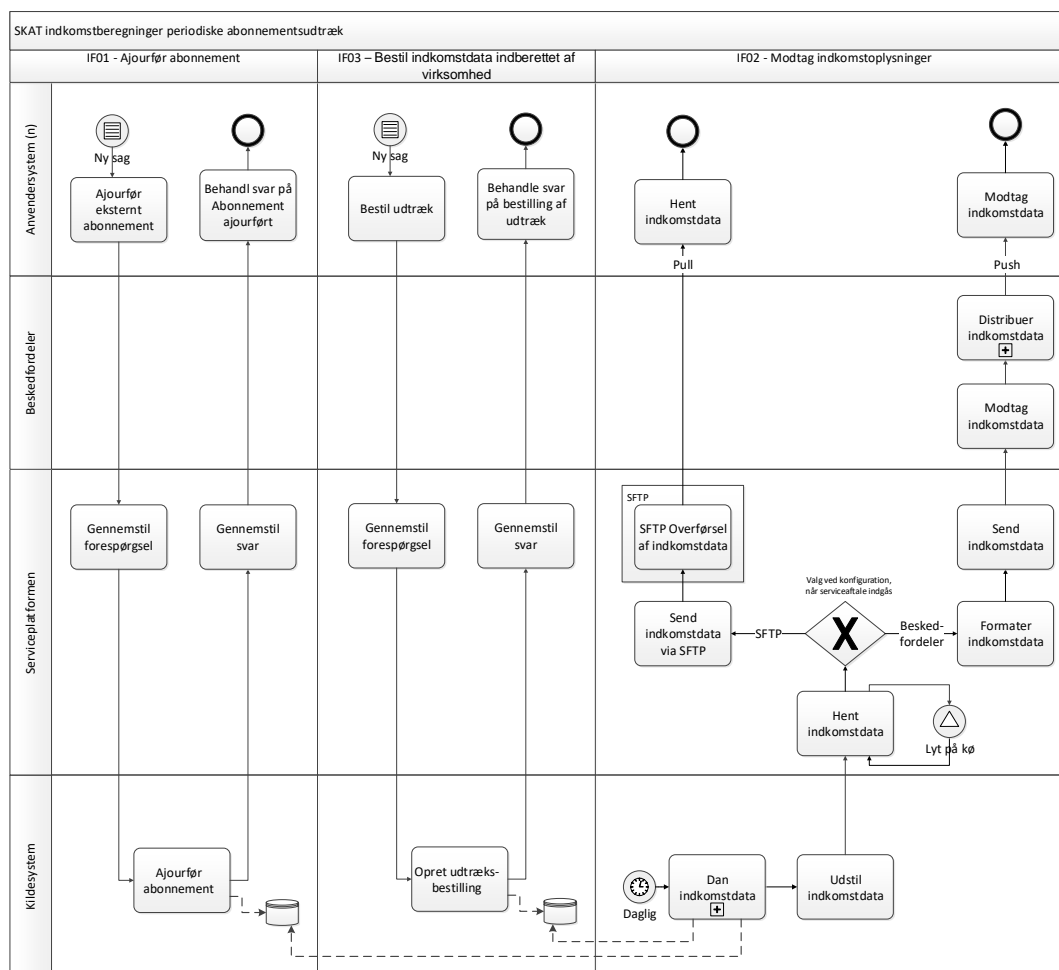 SKAT indkomstberegninger periodiske abonnementsudtræk
IF01 - Ajourfør abonnement
IF03 – Bestil indkomstdata indberettet af
virksomhed
IF02 - Modtag indkomstoplysninger
Anvendersystem (n)
Ny sag
Ajourfør
eksternt
abonnement
Behandl svar på
Abonnement
ajourført
Ny sag
Bestil udtræk
Behandle svar
på bestilling af
udtræk
Hent
indkomstdata
Modtag
indkomstdata
Pull
Push
Beskedfordeler
Distribuer
indkomstdata
Modtag
indkomstdata
Serviceplatformen
Gennemstil
forespørgsel
Gennemstil
svar
Gennemstil
forespørgsel
Gennemstil
svar
SFTP
SFTP Overførsel
af indkomstdata
Send
indkomstdata
Valg ved konfiguration,
når serviceaftale indgås
Send
indkomstdata
via SFTP
SFTP
X
Besked-
fordeler
Formater
indkomstdata
Hent
indkomstdata
Lyt på kø
Kildesystem
Ajourfør
abonnement
Opret udtræks-
bestilling
Daglig
Dan
indkomstdata
Udstil
indkomstdata